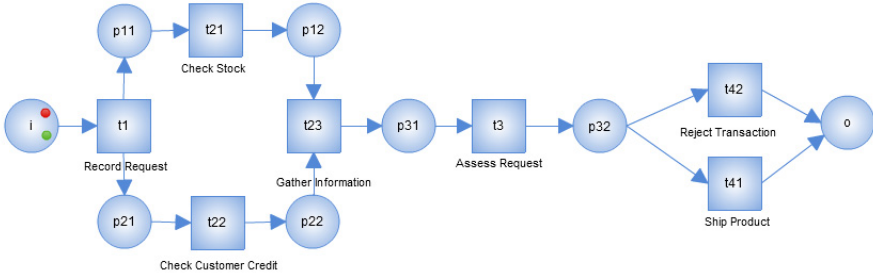 p11
t21
p12
Check Stock
i
t1
t23
p31
t3
p32
t42
o
Record Request
Gather Information
Assess Request
Reject Transaction
t41
Ship Product
p21
t22
p22
Check Customer Credit